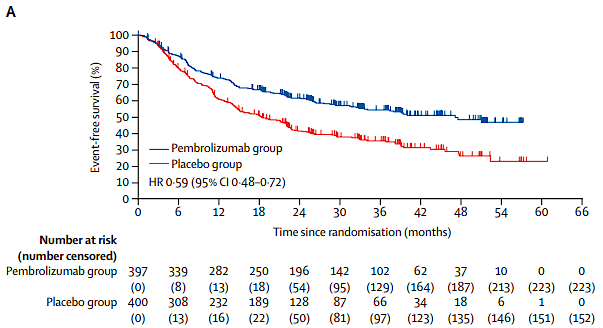 A
100
90
80
70
60
50
40
30
20
10
0
Event-free survival (%)
Pembrolizumab group
Placebo group
HR 0·59 (95% CI 0·48–0·72)
0 6 12 18 24 30 36 42 48 54 60 66
Time since randomisation (months)
Number at risk
(number censored)
Pembrolizumab group 397 339 282 250 196 142 102 62 37 10 0 0
(0) (8) (13) (18) (54) (95) (129) (164) (187) (213) (223) (223)
Placebo group 400 308 232 189 128 87 66 34 18 6 1 0
(0) (13) (16) (22) (50) (81) (97) (123) (135) (146) (151) (152)